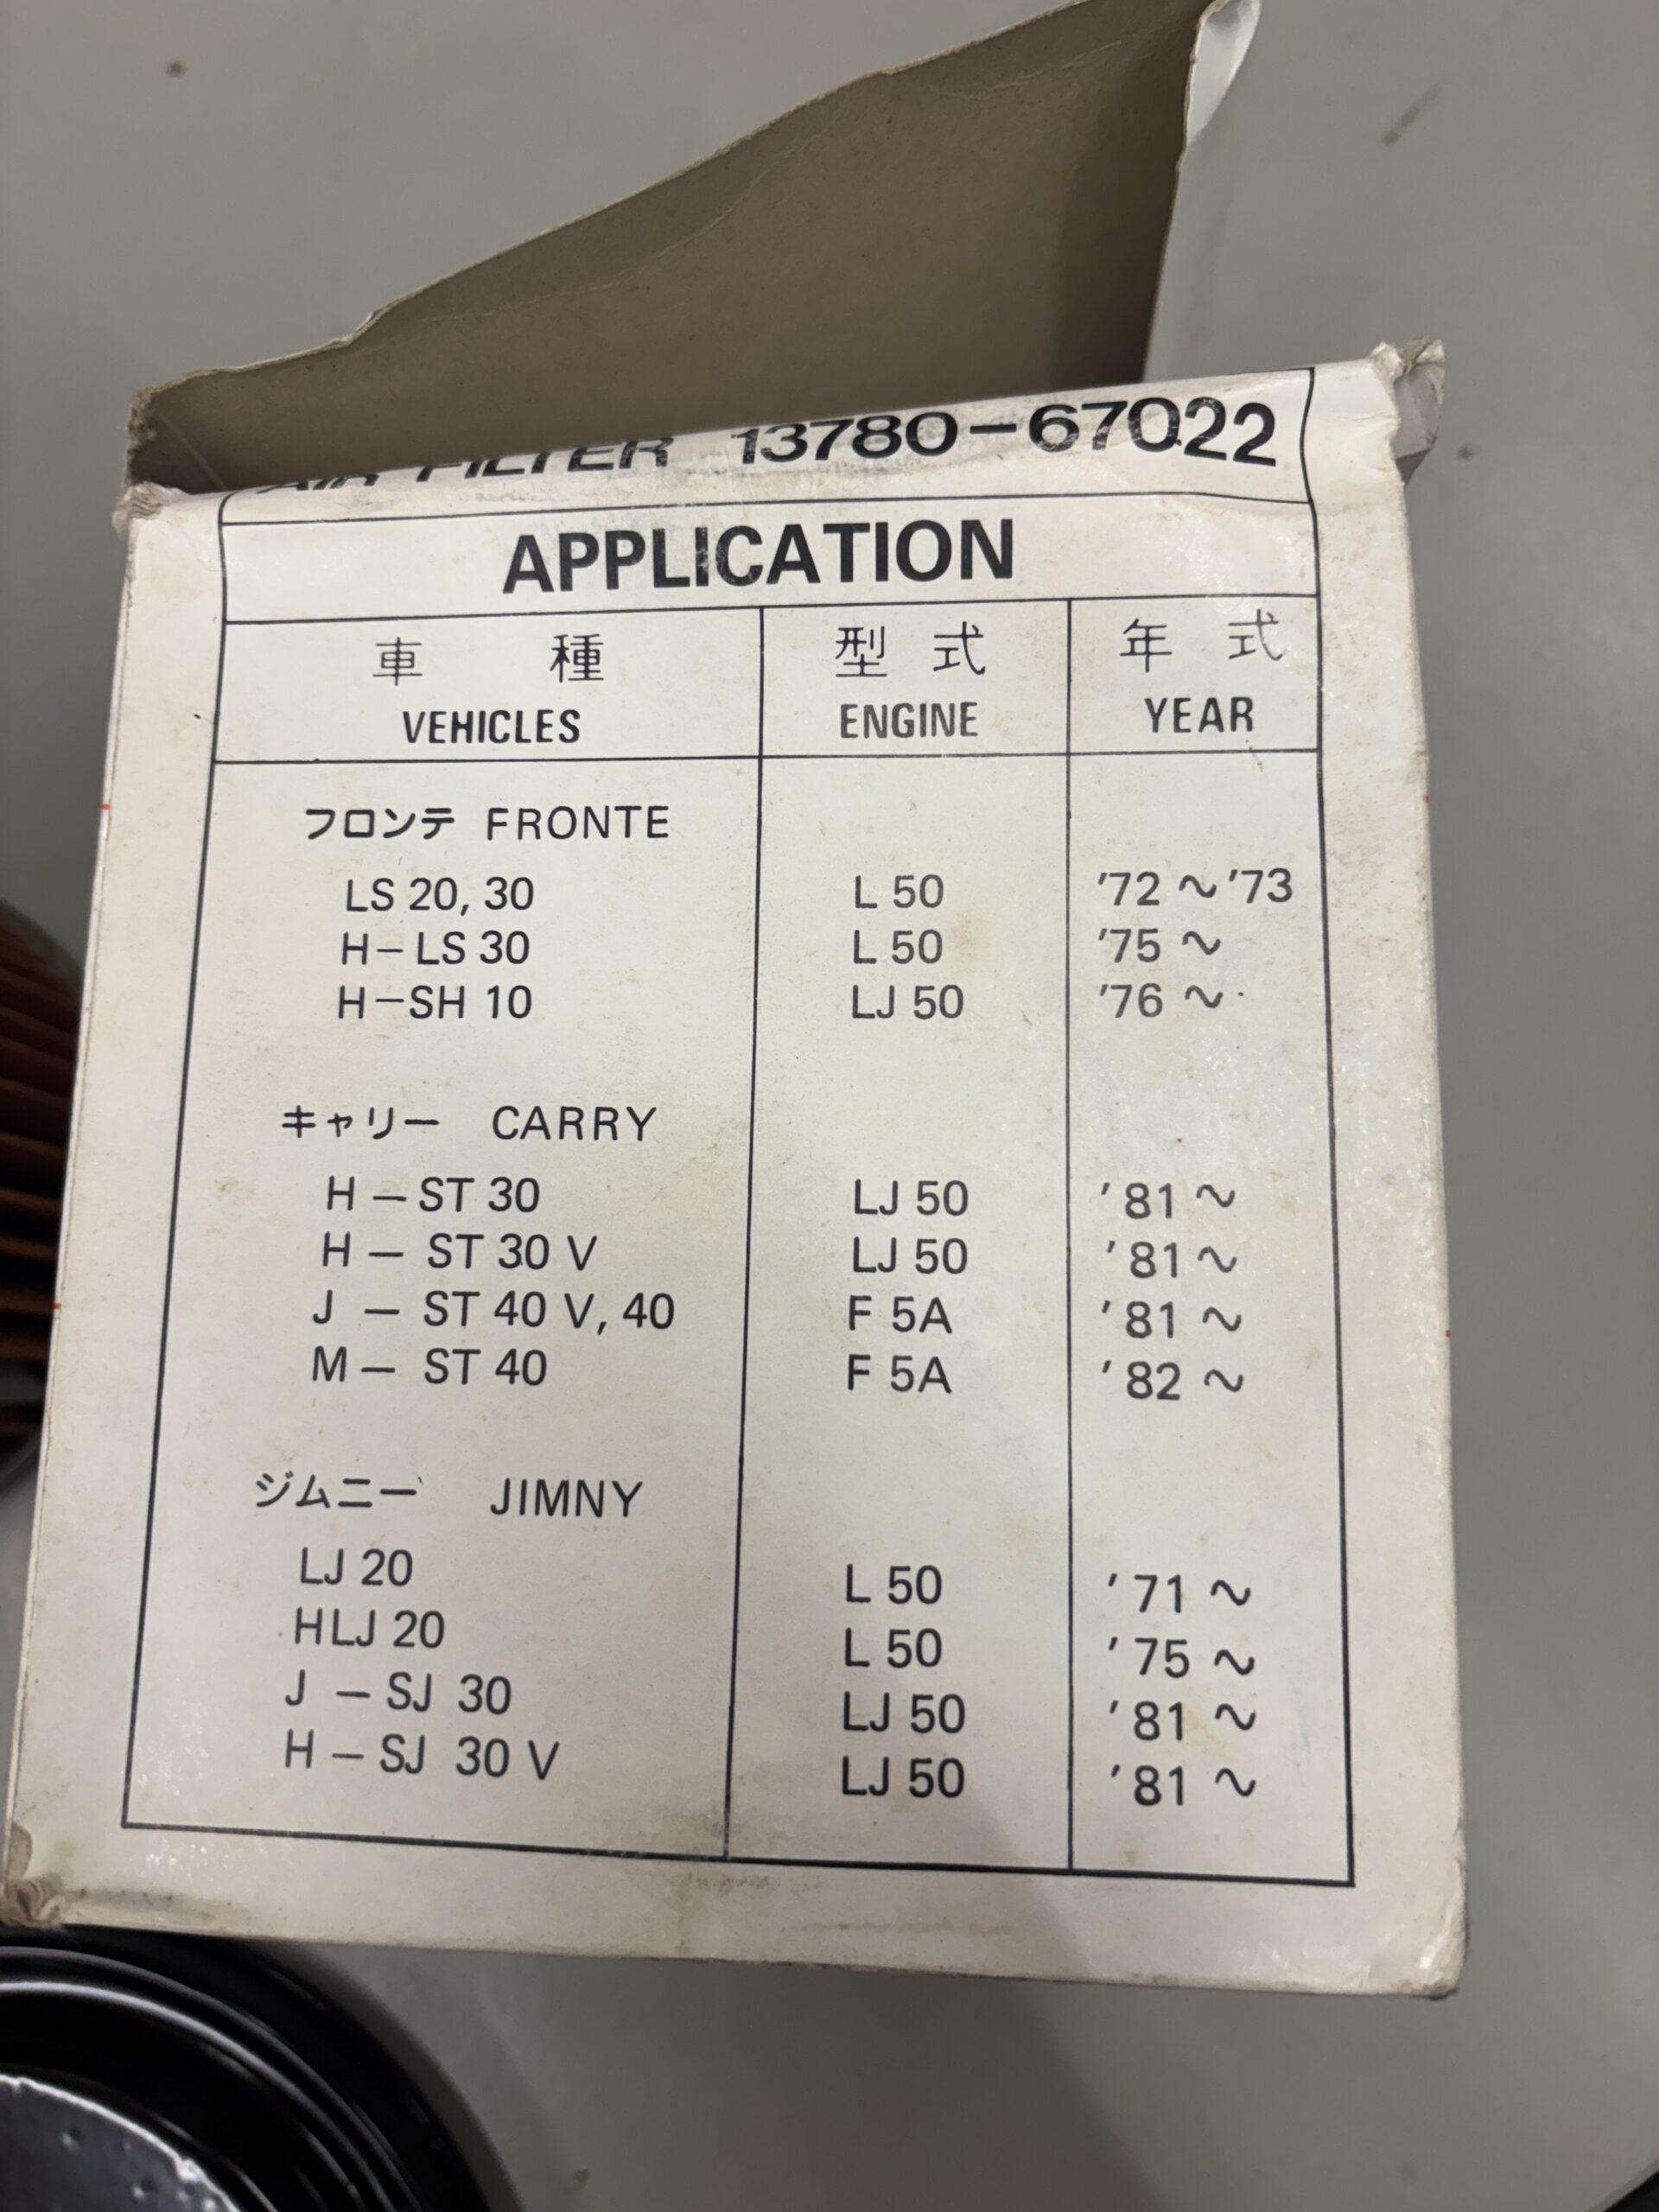 AIR FILTER 13780-67022
APPLICATION
車種 型式 年式
VEHICLES ENGINE YEAR
フロンテ FRONTE
LS 20, 30 L 50 '72 ~ '73
H-LS 30 L 50 '75 ~
H-SH 10 LJ 50 '76 ~
キャリー CARRY
H - ST 30 LJ 50 '81 ~
H - ST 30 V LJ 50 '81 ~
J - ST 40 V, 40 F 5A '81 ~
M - ST 40 F 5A '82 ~
ジムニー JIMNY
LJ 20 L 50 '71 ~
HLJ 20 L 50 '75 ~
J - SJ 30 LJ 50 '81 ~
H - SJ 30 V LJ 50 '81 ~